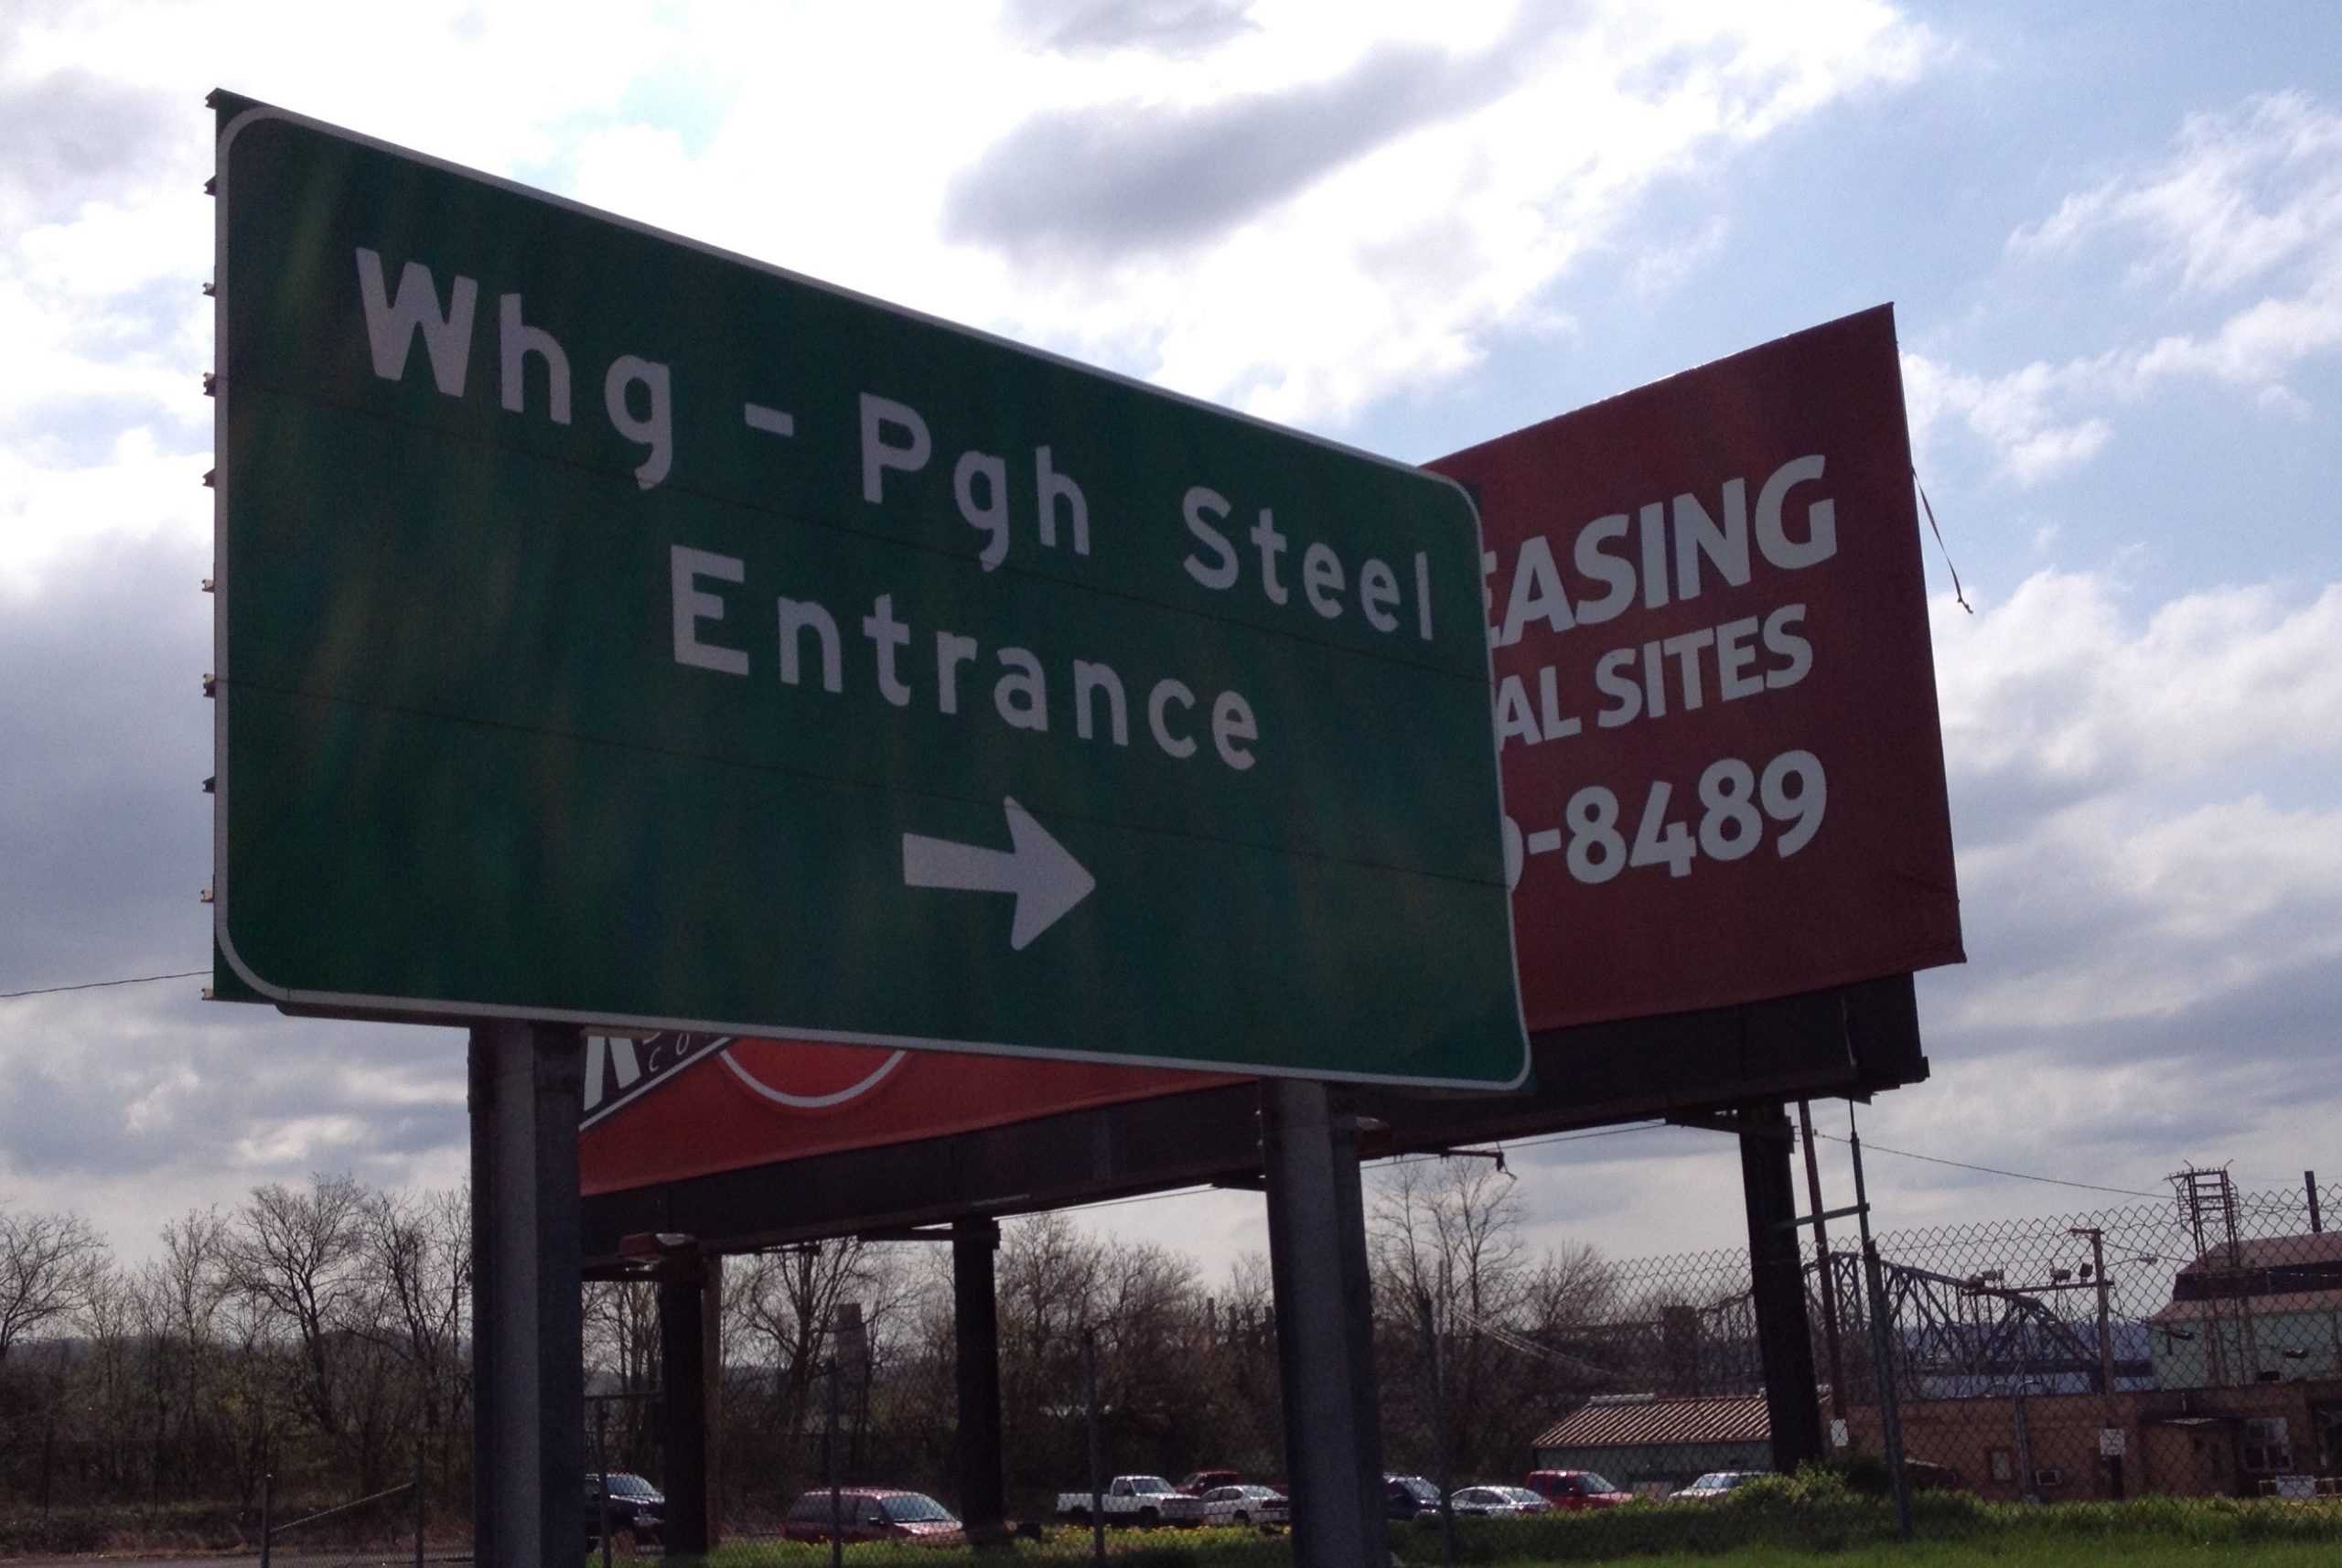 Whg - Pgh Steel
Entrance
EASING
AL SITES
-8489